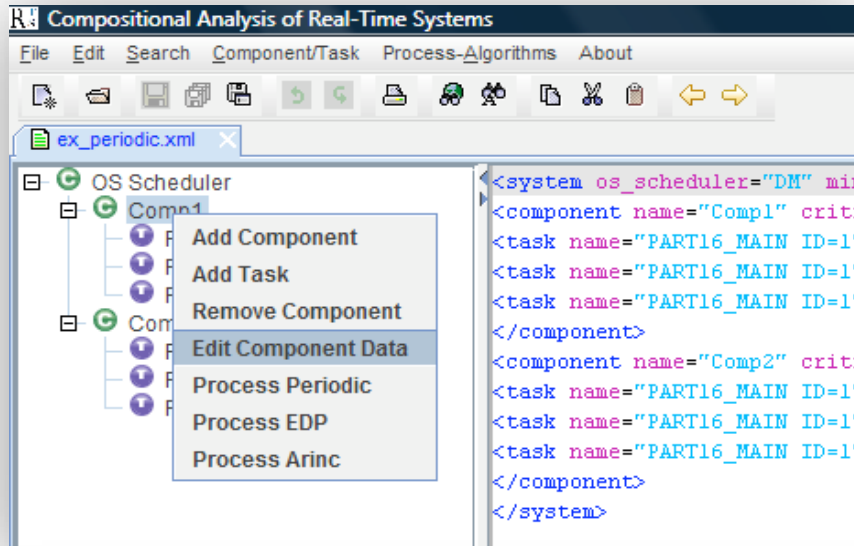 Compositional Analysis of Real-Time Systems
File Edit Search Component/Task Process-Algorithms About
ex_periodic.xml
OS Scheduler
Comp1
Add Component
Add Task
Remove Component
Edit Component Data
Process Periodic
Process EDP
Process Arinc
<system os_scheduler="DM"
<component name="Comp1"
<task name="PART16_MAIN ID=1
<task name="PART16_MAIN ID=1
<task name="PART16_MAIN ID=1
</component>
<component name="Comp2"
<task name="PART16_MAIN ID=1
<task name="PART16_MAIN ID=1
<task name="PART16_MAIN ID=1
</component>
</system>